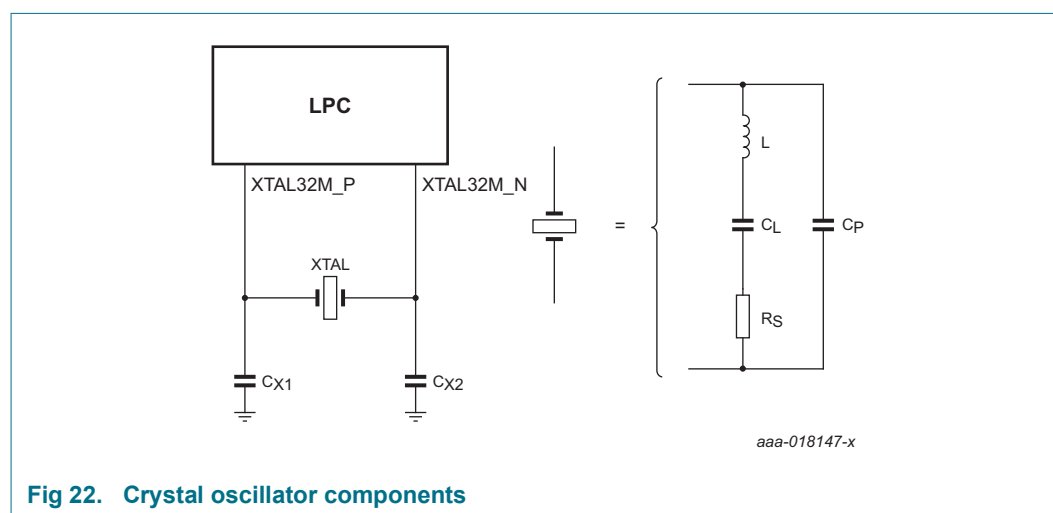 LPC
XTAL32M_P
XTAL32M_N
XTAL
CX1
CX2
=
L
CL
CP
RS
aaa-018147-x
Fig 22. Crystal oscillator components